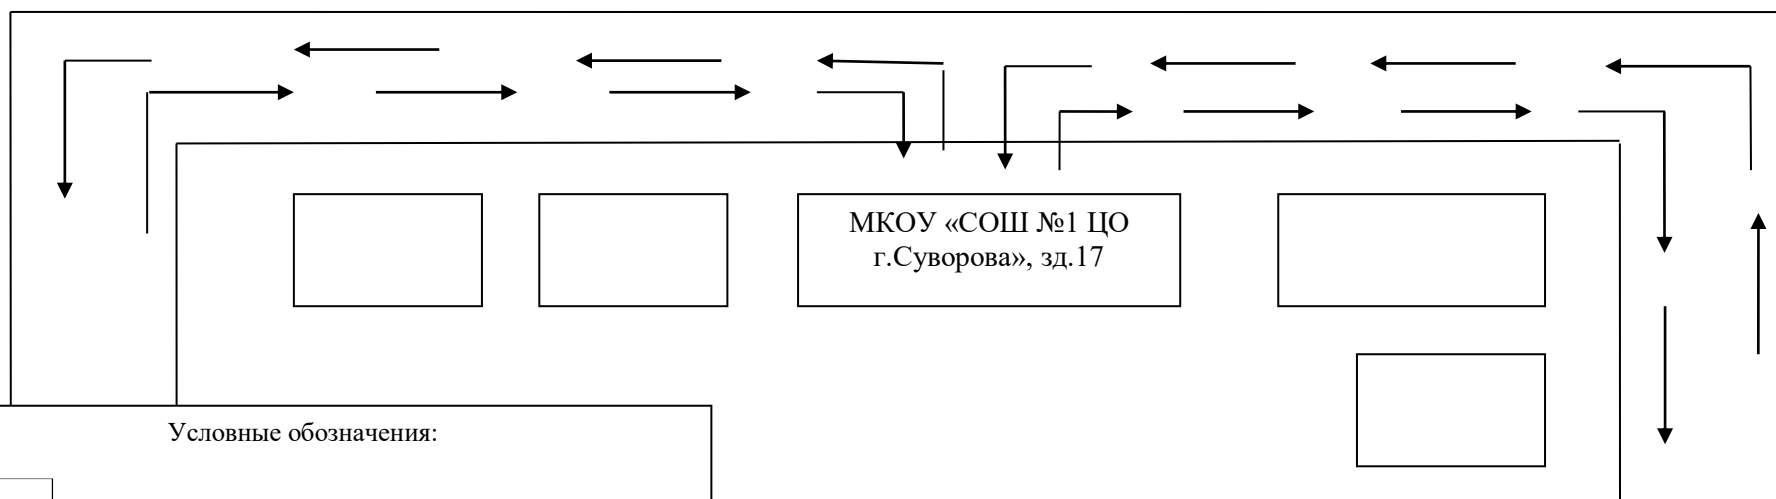 МКОУ «СОШ №1 ЦО
г.Суворова», зд.17
Условные обозначения: